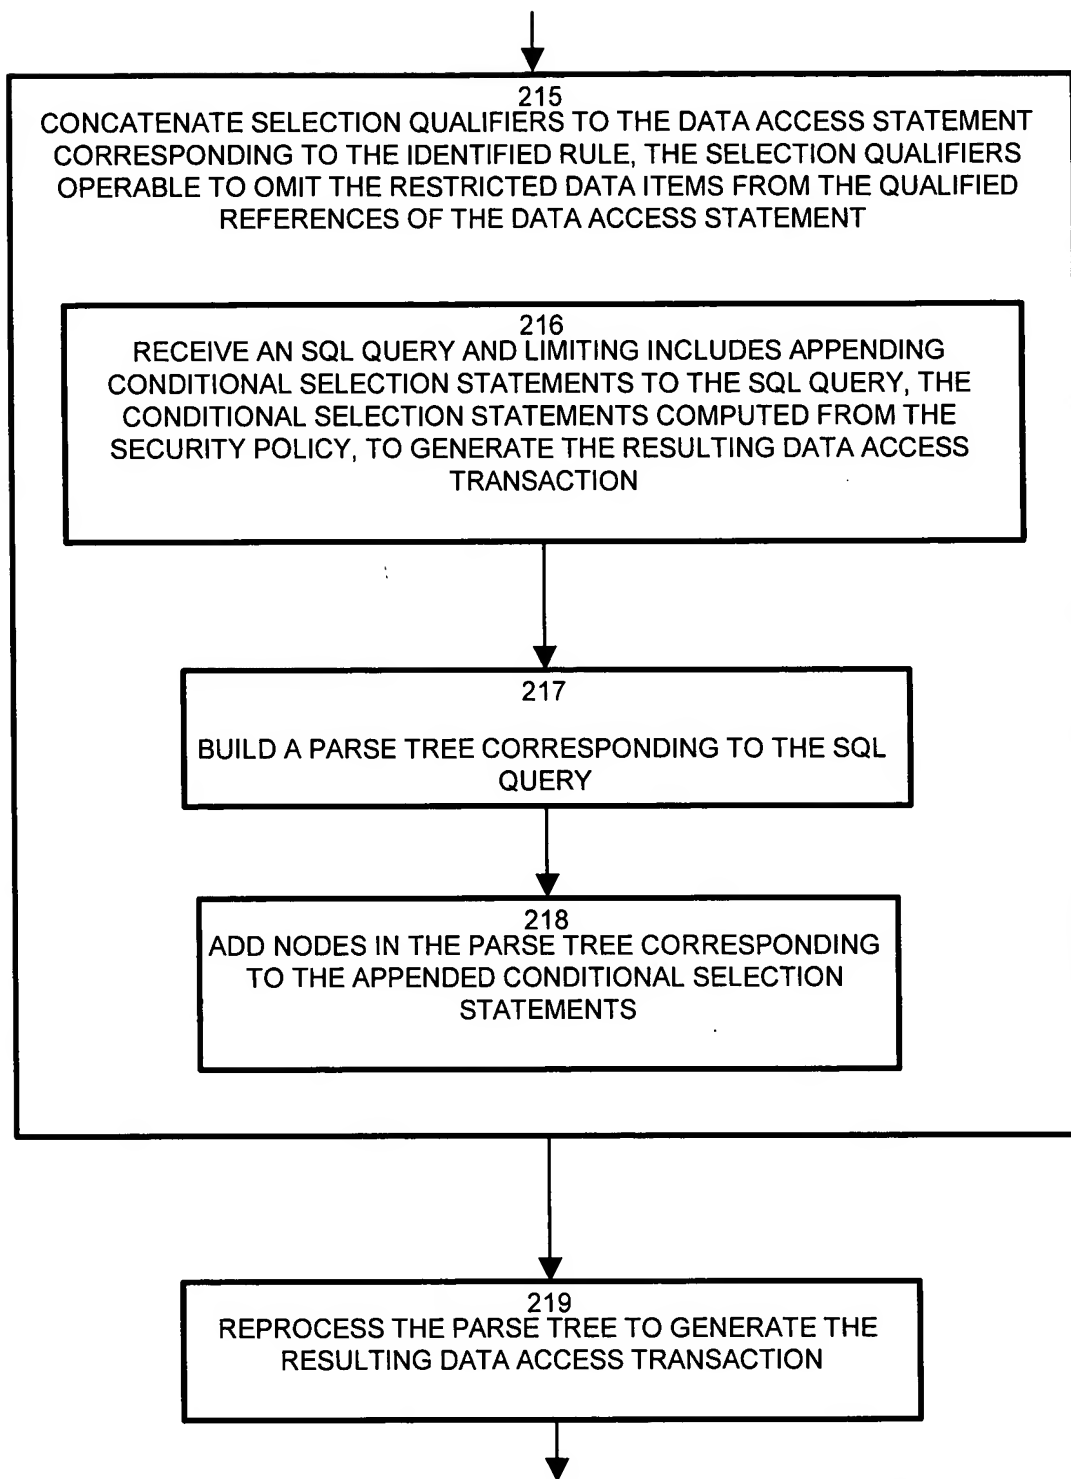 215
CONCATENATE SELECTION QUALIFIERS TO THE DATA ACCESS STATEMENT
CORRESPONDING TO THE IDENTIFIED RULE, THE SELECTION QUALIFIERS
OPERABLE TO OMIT THE RESTRICTED DATA ITEMS FROM THE QUALIFIED
REFERENCES OF THE DATA ACCESS STATEMENT
216
RECEIVE AN SQL QUERY AND LIMITING INCLUDES APPENDING
CONDITIONAL SELECTION STATEMENTS TO THE SQL QUERY, THE
CONDITIONAL SELECTION STATEMENTS COMPUTED FROM THE
SECURITY POLICY, TO GENERATE THE RESULTING DATA ACCESS
TRANSACTION
217
BUILD A PARSE TREE CORRESPONDING TO THE SQL
QUERY
218
ADD NODES IN THE PARSE TREE CORRESPONDING
TO THE APPENDED CONDITIONAL SELECTION
STATEMENTS
219
REPROCESS THE PARSE TREE TO GENERATE THE
RESULTING DATA ACCESS TRANSACTION